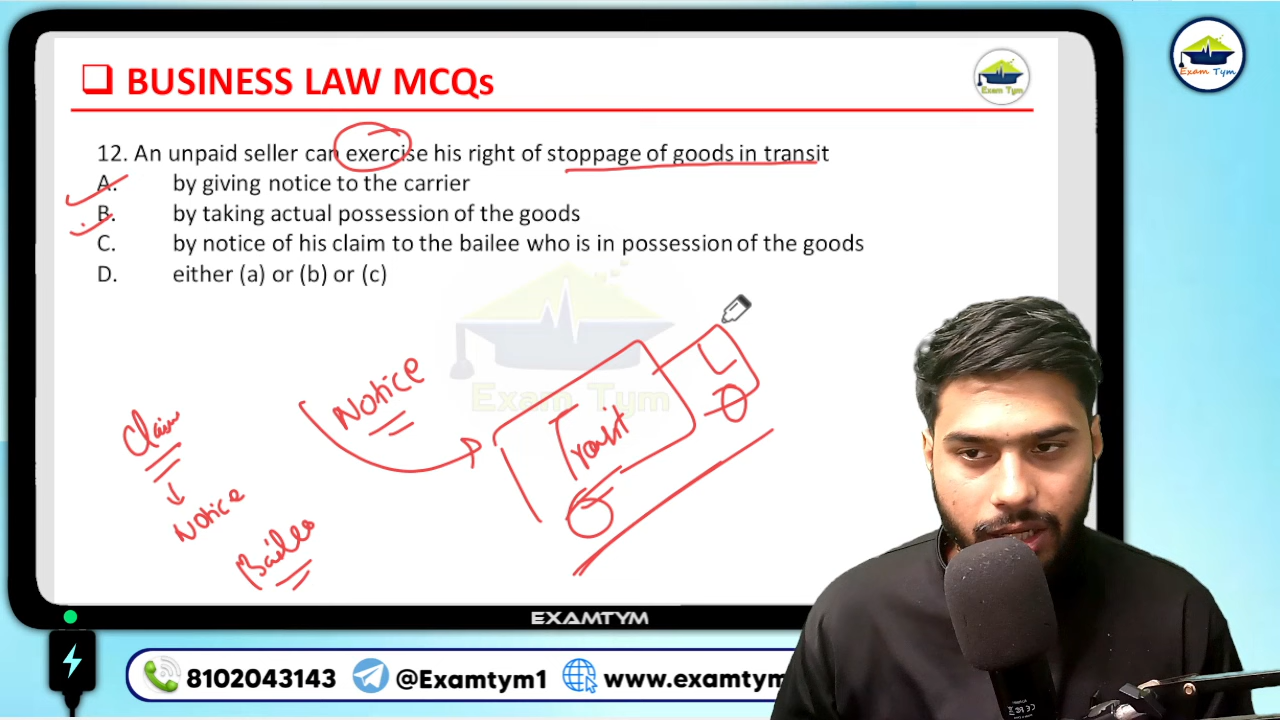 BUSINESS LAW MCQs
Exam Tym
Exam Tym
12. An unpaid seller can exercise his right of stoppage of goods in transit
A. by giving notice to the carrier
B. by taking actual possession of the goods
C. by notice of his claim to the bailee who is in possession of the goods
D. either (a) or (b) or (c)
Exam Tym
Notice
Transit
Claim
Notice
Bailee
EXAMTYM
8102043143 @Examtym1 www.examtym